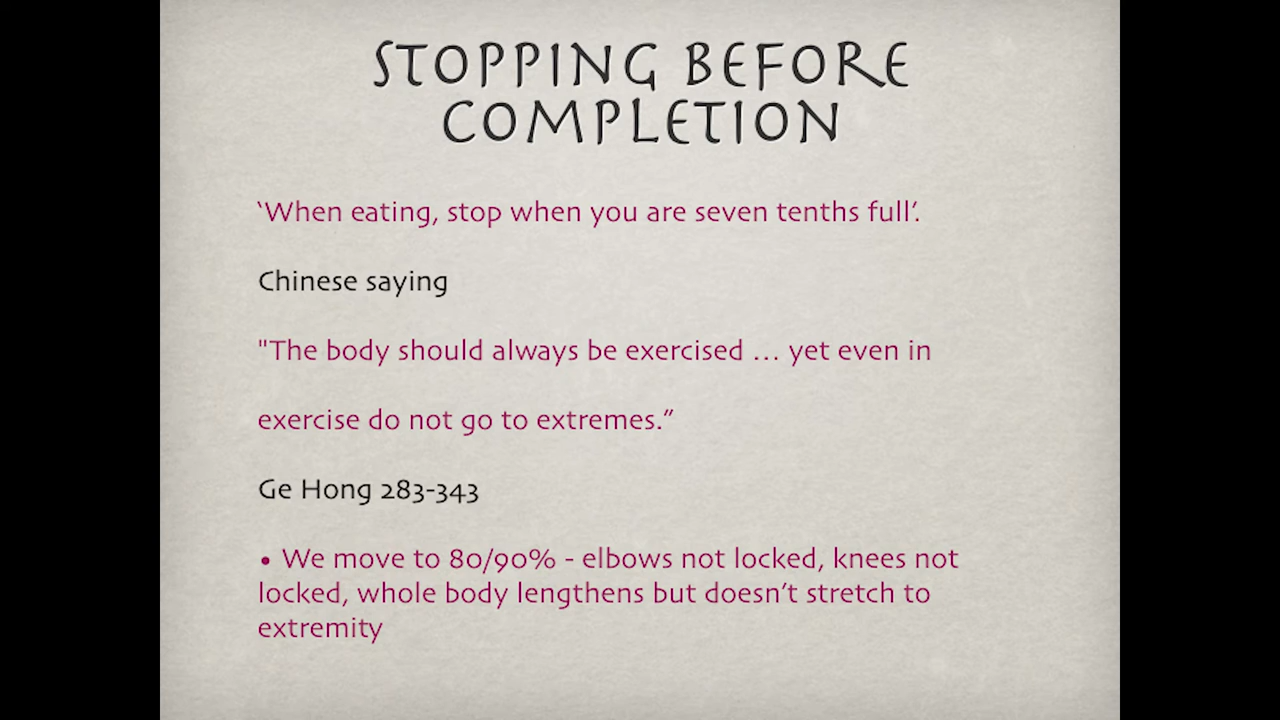 STOPPING BEFORE
COMPLETION
‘When eating, stop when you are seven tenths full’.
Chinese saying
"The body should always be exercised … yet even in
exercise do not go to extremes.”
Ge Hong 283-343
• We move to 80/90% - elbows not locked, knees not
locked, whole body lengthens but doesn’t stretch to
extremity